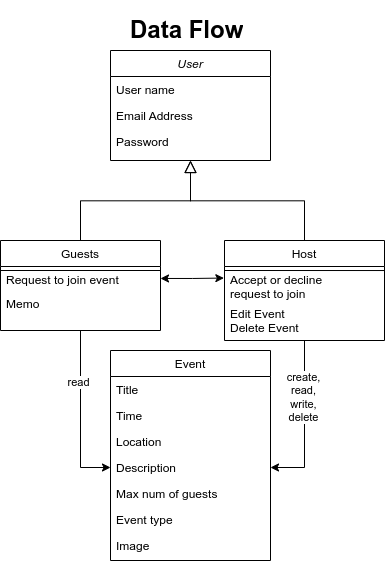 Data Flow
User
User name
Email Address
Password
Guests
Request to join event
Memo
Host
Accept or decline
request to join
Edit Event
Delete Event
read
create,
read,
write,
delete
Event
Title
Time
Location
Description
Max num of guests
Event type
Image